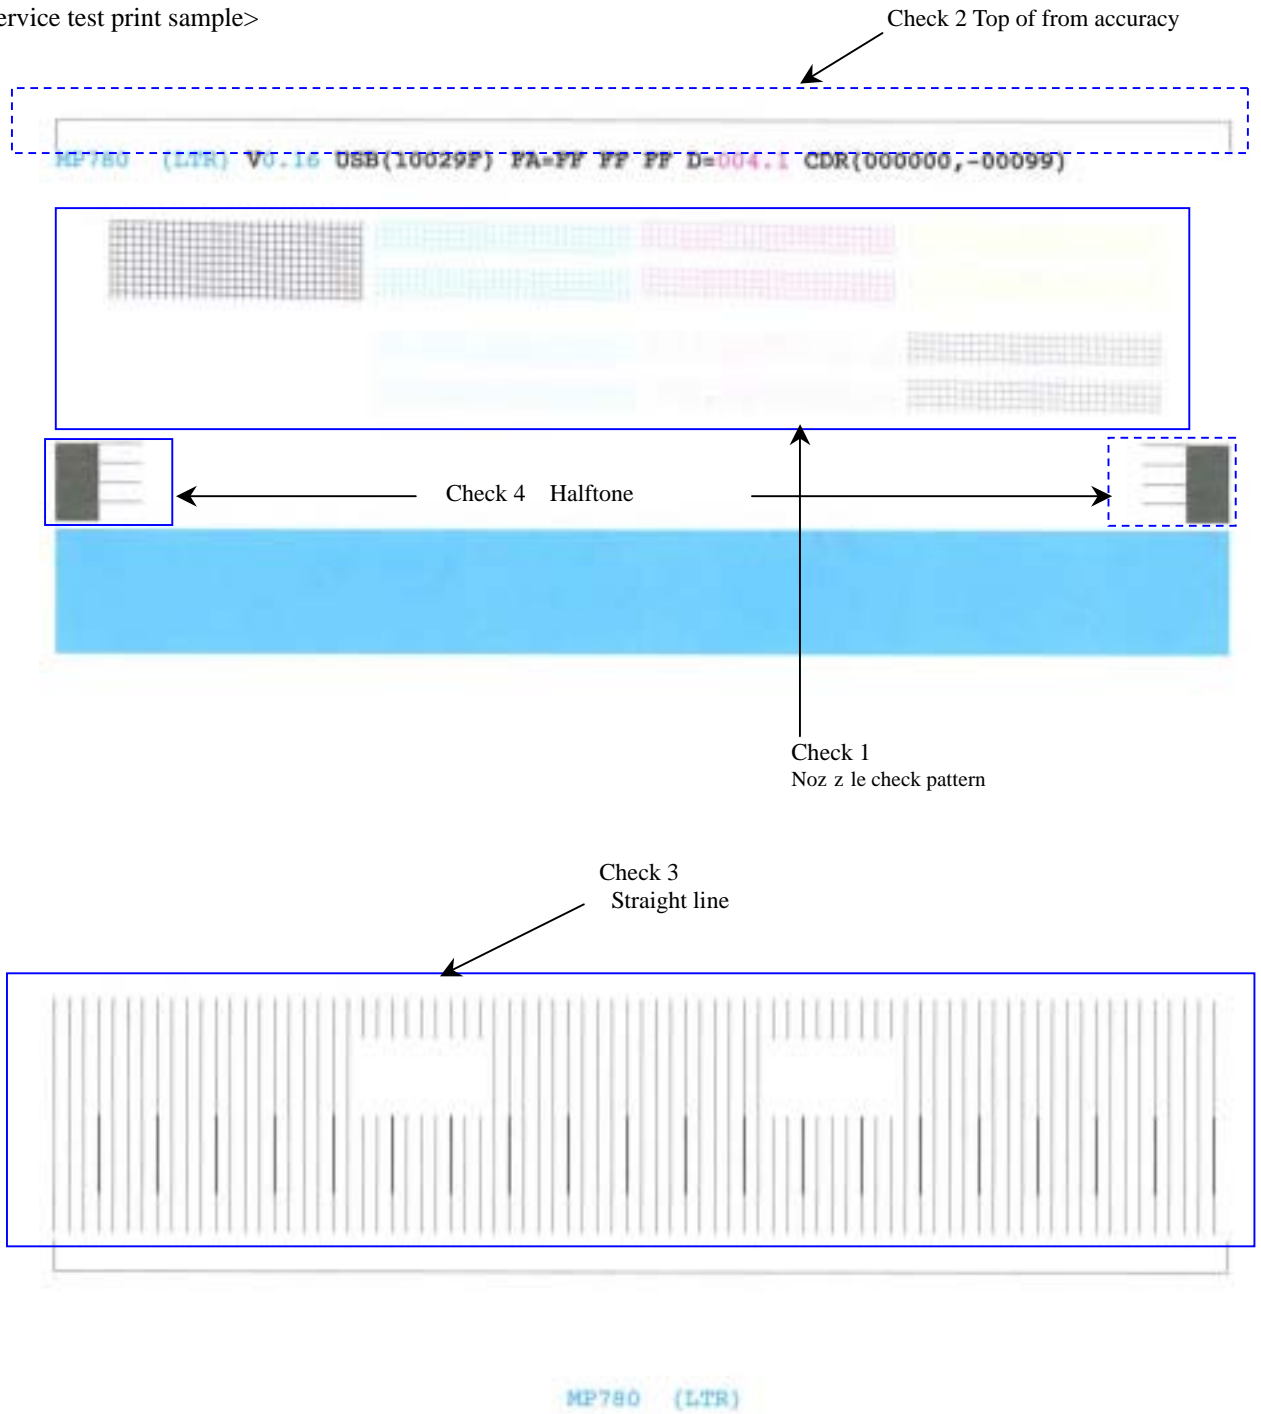 ervice test print sample>
Check 2 Top of from accuracy
MP780 (LTR) V0.16 USB(10029F) FA=FF FF FF D=004.1 CDR(000000,-00099)
Check 4 Halftone
Check 1
Noz z le check pattern
Check 3
Straight line
MP780 (LTR)